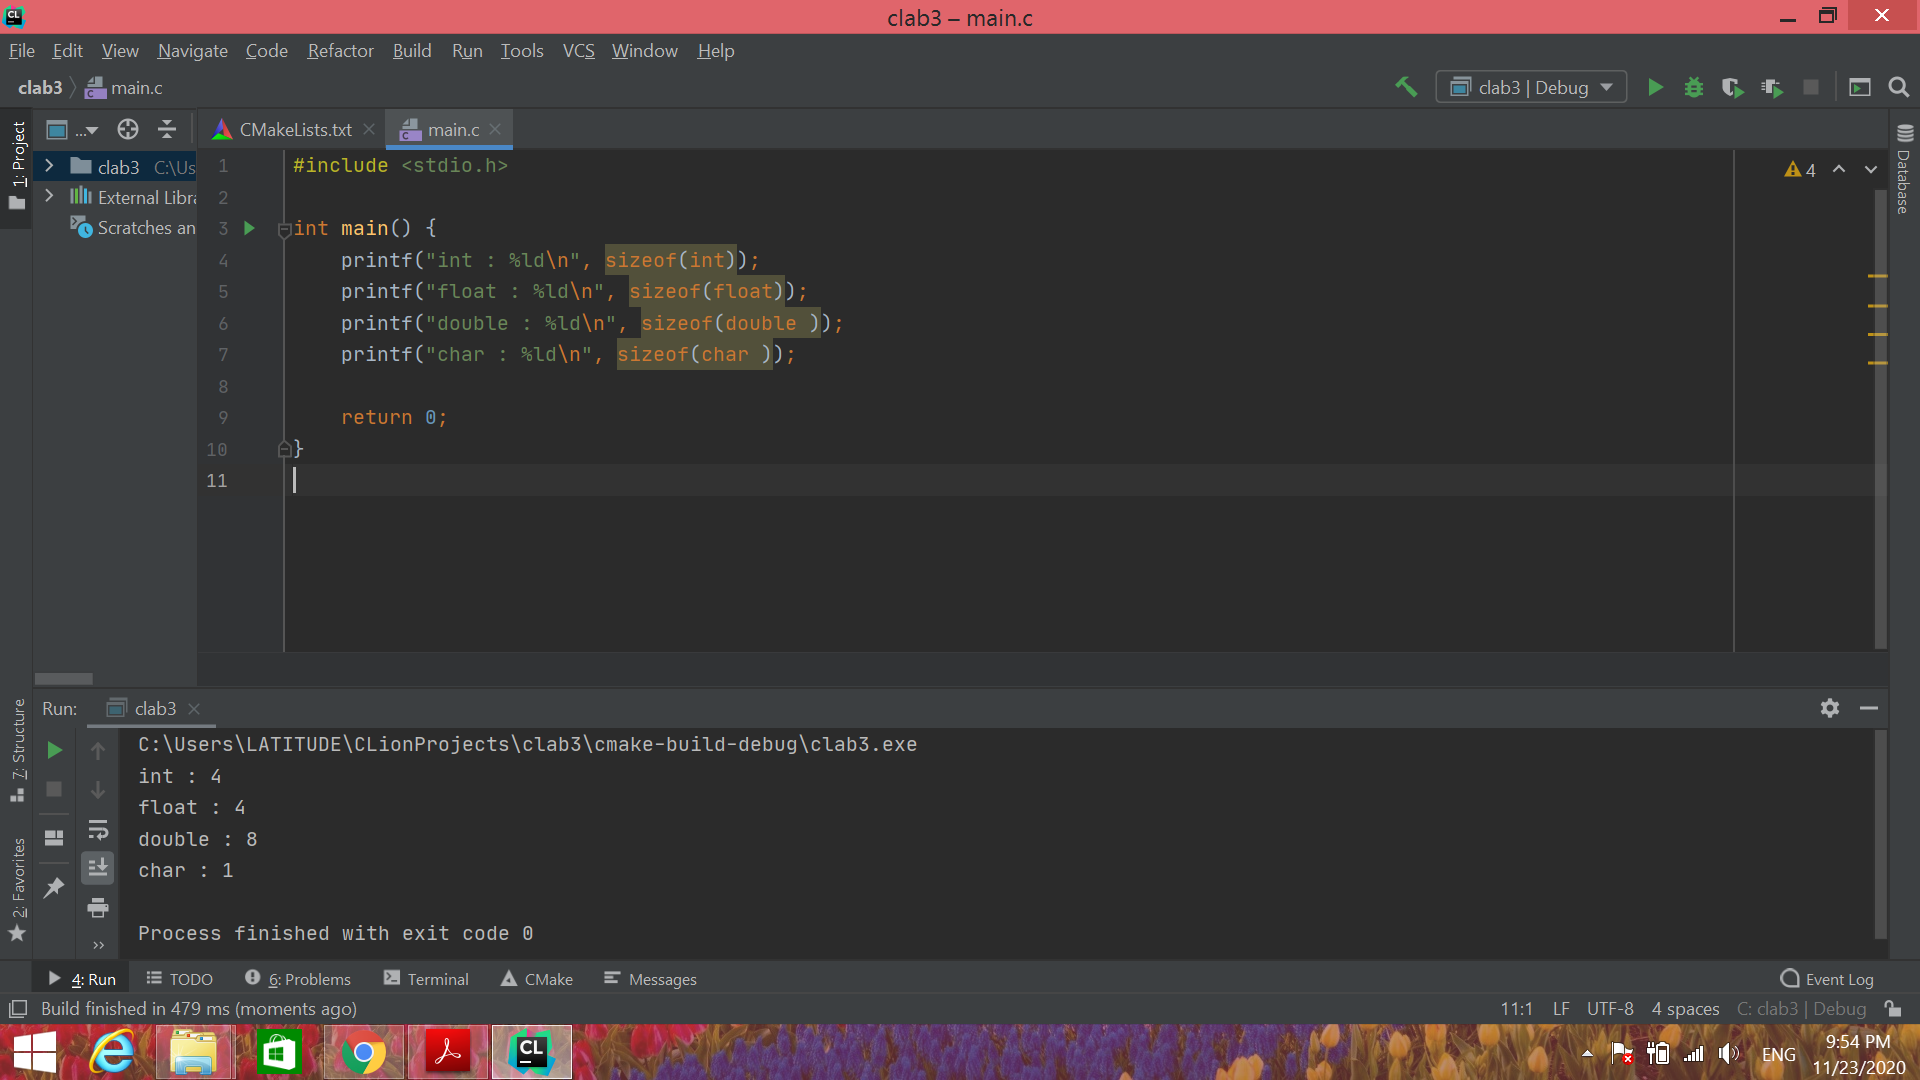 CL
clab3 – main.c
File Edit View Navigate Code Refactor Build Run Tools VCS Window Help
clab3 main.c
clab3 | Debug
1: Project
...
CMakeLists.txt
main.c
Database
clab3 C:\Us
External Libra
Scratches an
4
1 #include <stdio.h>
2
3 int main() {
4 printf("int : %ld\n", sizeof(int));
5 printf("float : %ld\n", sizeof(float));
6 printf("double : %ld\n", sizeof(double ));
7 printf("char : %ld\n", sizeof(char ));
8
9 return 0;
10 }
11
7: Structure
2: Favorites
Run: clab3
C:\Users\LATITUDE\CLionProjects\clab3\cmake-build-debug\clab3.exe
int : 4
float : 4
double : 8
char : 1
Process finished with exit code 0
4: Run TODO 6: Problems Terminal CMake Messages Event Log
Build finished in 479 ms (moments ago)
11:1 LF UTF-8 4 spaces C: clab3 | Debug
CL
ENG
9:54 PM
11/23/2020